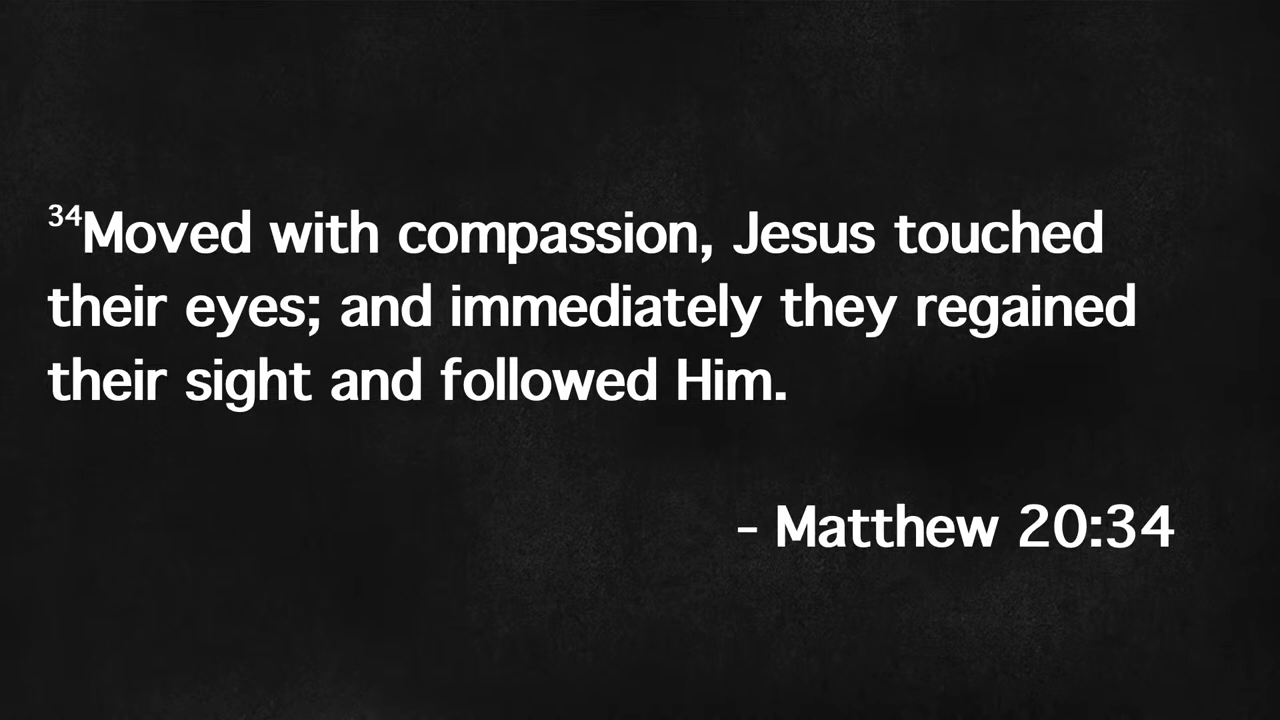 34Moved with compassion, Jesus touched
their eyes; and immediately they regained
their sight and followed Him.
– Matthew 20:34